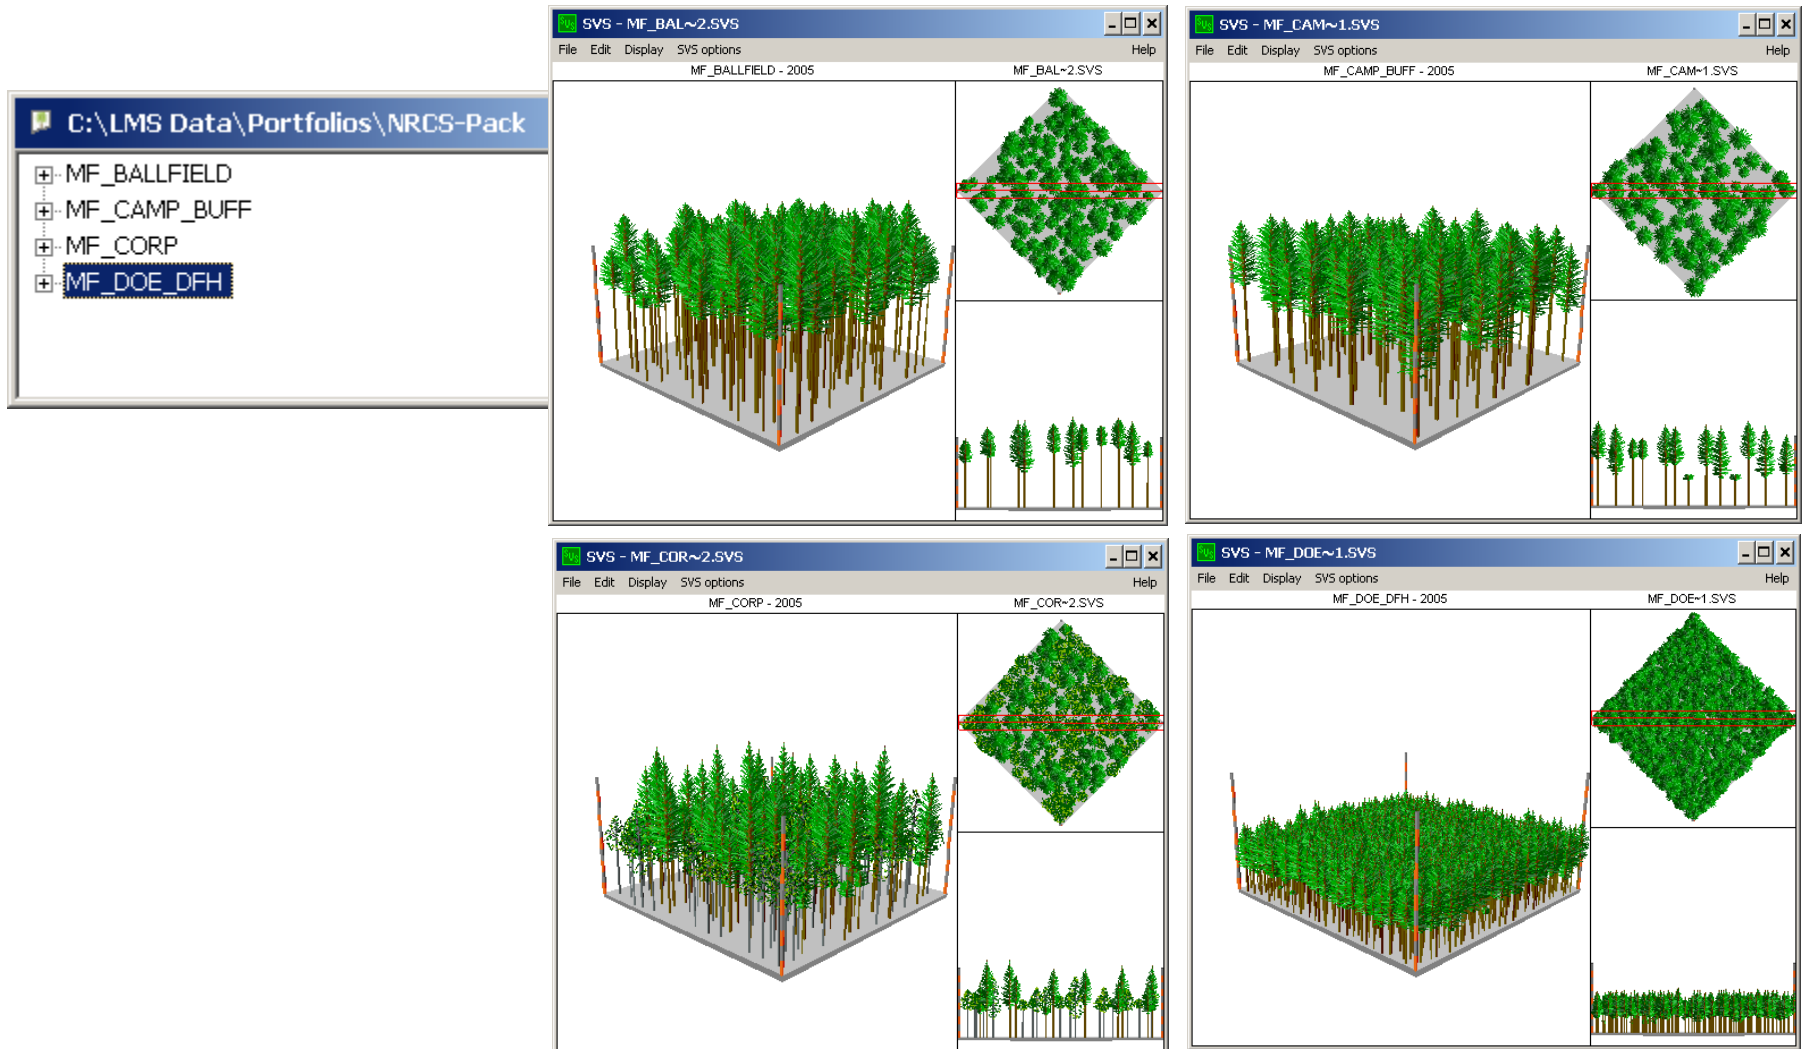 C:\LMS Data\Portfolios\NRCS-Pack
MF_BALLFIELD
MF_CAMP_BUFF
MF_CORP
MF_DOE_DFH
SVS - MF_BAL~2.SVS
File Edit Display SVS options Help
MF_BALLFIELD - 2005 MF_BAL~2.SVS
SVS - MF_CAM~1.SVS
File Edit Display SVS options Help
MF_CAMP_BUFF - 2005 MF_CAM~1.SVS
SVS - MF_COR~2.SVS
File Edit Display SVS options Help
MF_CORP - 2005 MF_COR~2.SVS
SVS - MF_DOE~1.SVS
File Edit Display SVS options Help
MF_DOE_DFH - 2005 MF_DOE~1.SVS